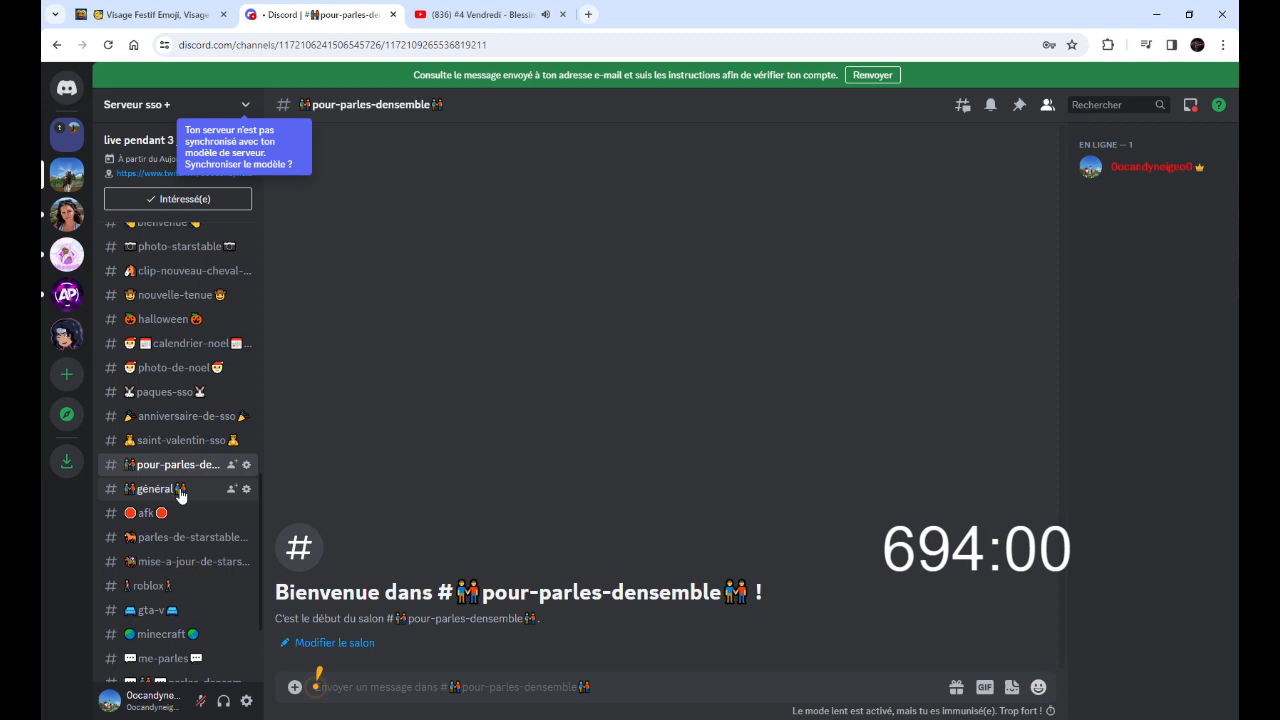 Visage Festif Emoji, Visage
• Discord | #👬pour-parles-de
(836) #4 Vendredi - Blessin
discord.com/channels/1172106241506545726/1172109265536819211
Consulte le message envoyé à ton adresse e-mail et suis les instructions afin de vérifier ton compte.
Renvoyer
Serveur sso +
👬pour-parles-densemble👬
Rechercher
Ton serveur n'est pas
synchronisé avec ton
modèle de serveur.
Synchroniser le modèle ?
live pendant 3
À partir du Aujo
https://www.tw
Intéressé(e)
bienvenue
photo-starstable
clip-nouveau-cheval-...
nouvelle-tenue
halloween
calendrier-noel ...
photo-de-noel
paques-sso
anniversaire-de-sso
saint-valentin-sso
pour-parles-de...
général
afk
parles-de-starstable...
mise-a-jour-de-stars...
roblox
gta-v
minecraft
me-parles
0ocandyne...
0ocandyneig...
EN LIGNE — 1
0ocandyneigeo0
694:00
Bienvenue dans #👬pour-parles-densemble👬 !
C'est le début du salon #👬pour-parles-densemble👬.
Modifier le salon
Envoyer un message dans #👬pour-parles-densemble👬
GIF
Le mode lent est activé, mais tu es immunisé(e). Trop fort !